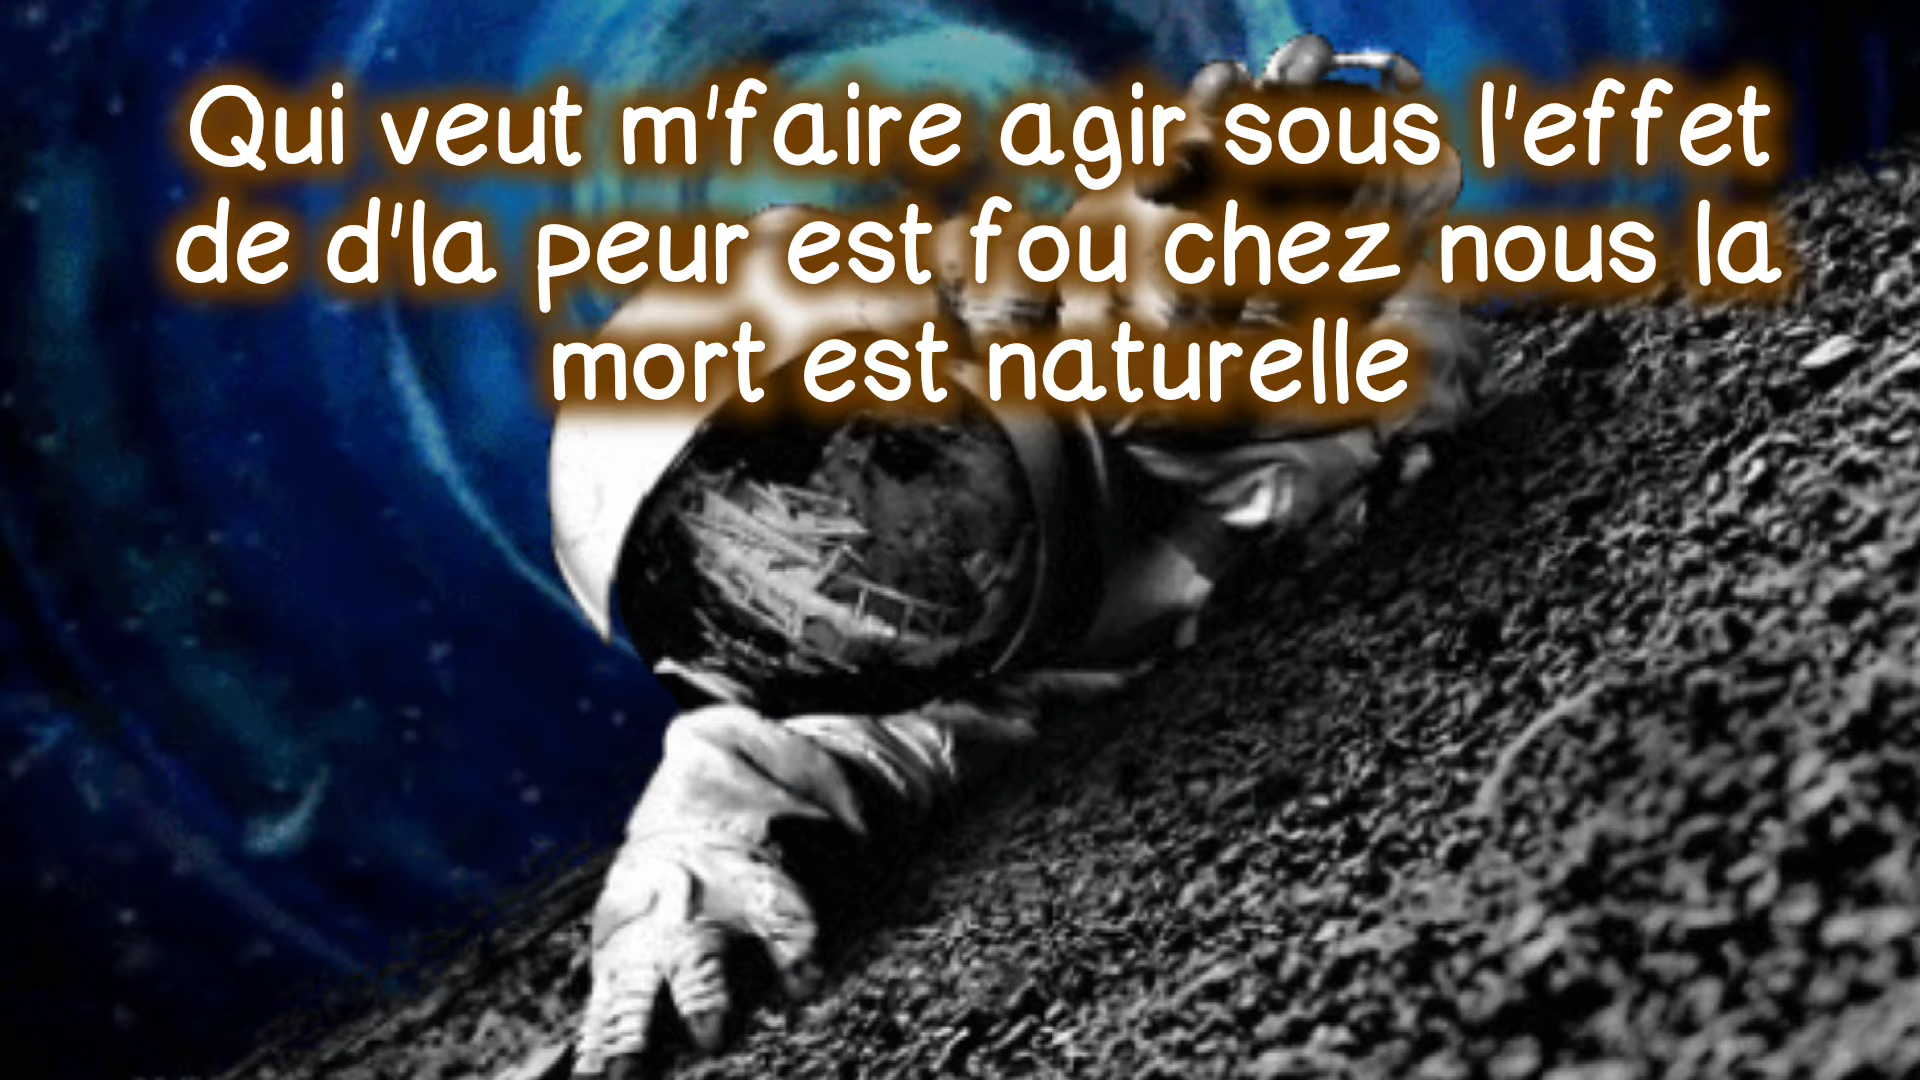 Qui veut m'faire agir sous l'effet
de d'la peur est fou chez nous la
mort est naturelle